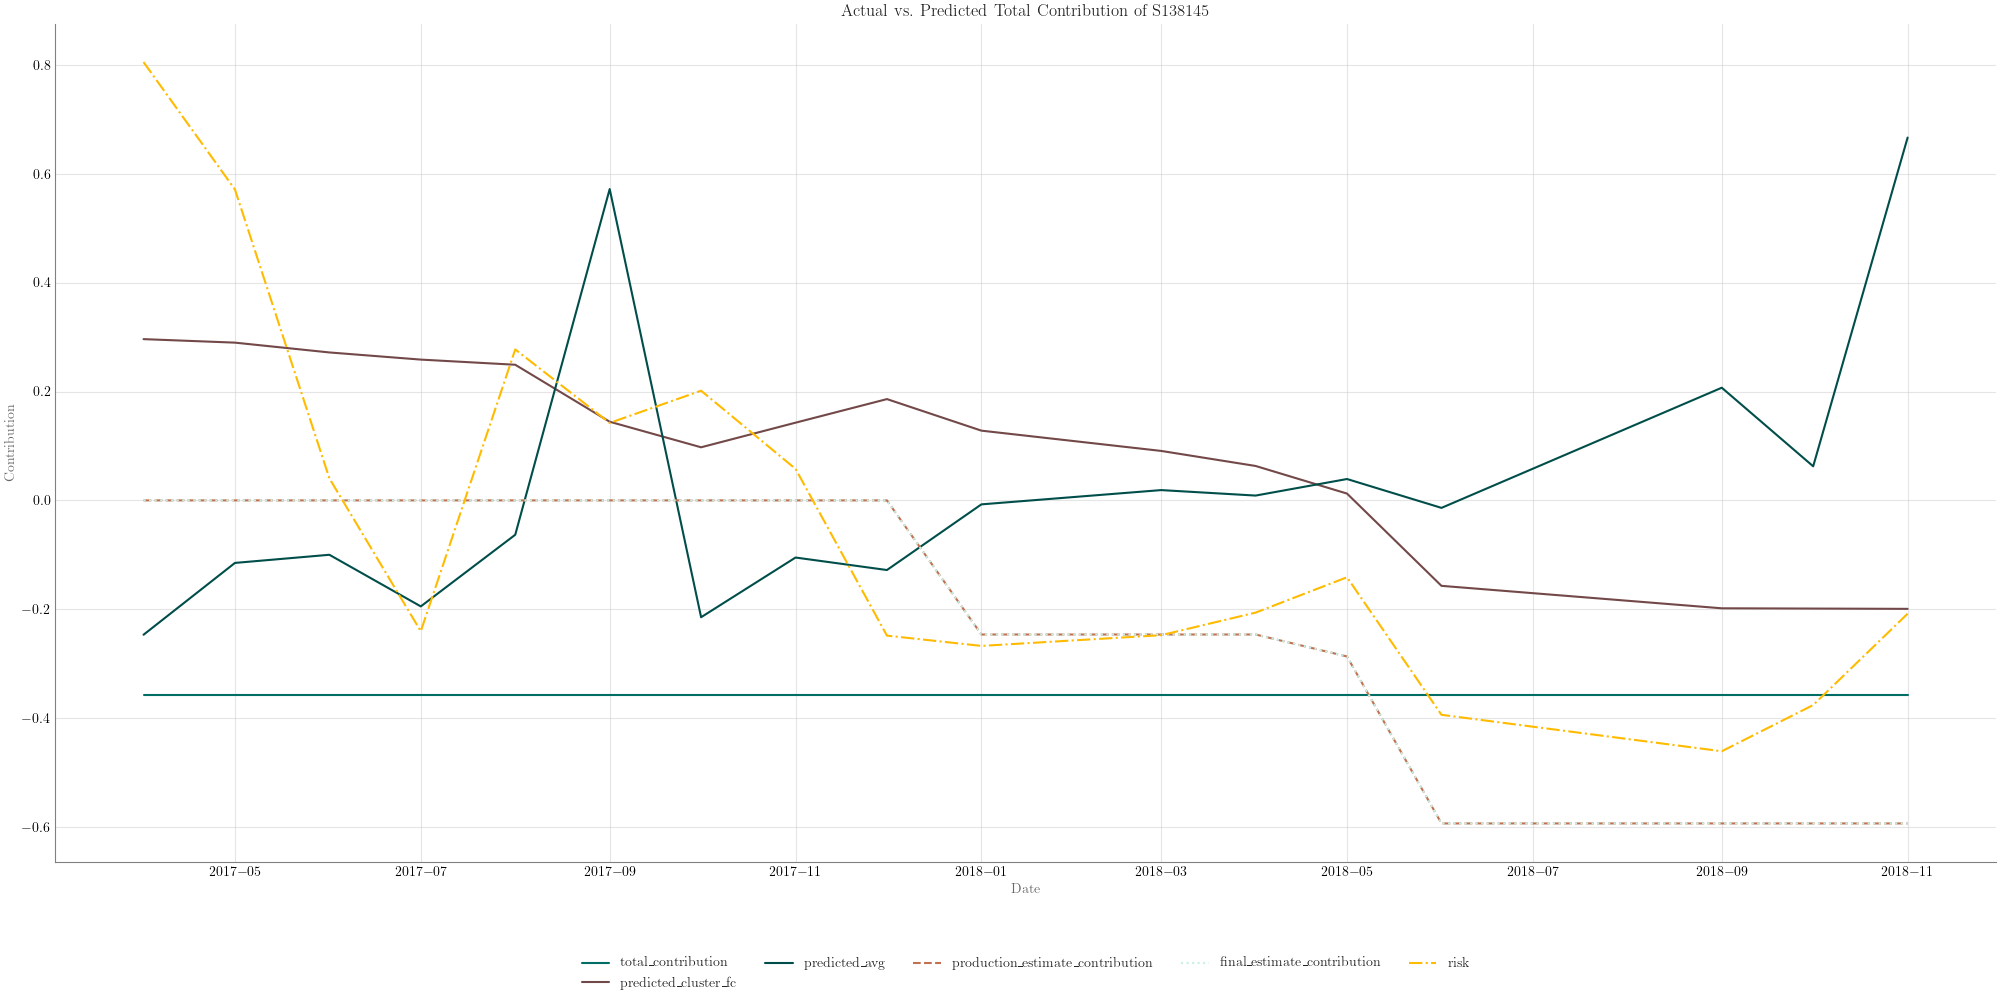 Actual vs. Predicted Total Contribution of S138145
0.8
0.6
0.4
0.2
0.0
−0.2
−0.4
−0.6
Contribution
2017−05 2017−07 2017−09 2017−11 2018−01 2018−03 2018−05 2018−07 2018−09 2018−11
Date
total_contribution predicted_avg production_estimate_contribution final_estimate_contribution risk
predicted_cluster_fc